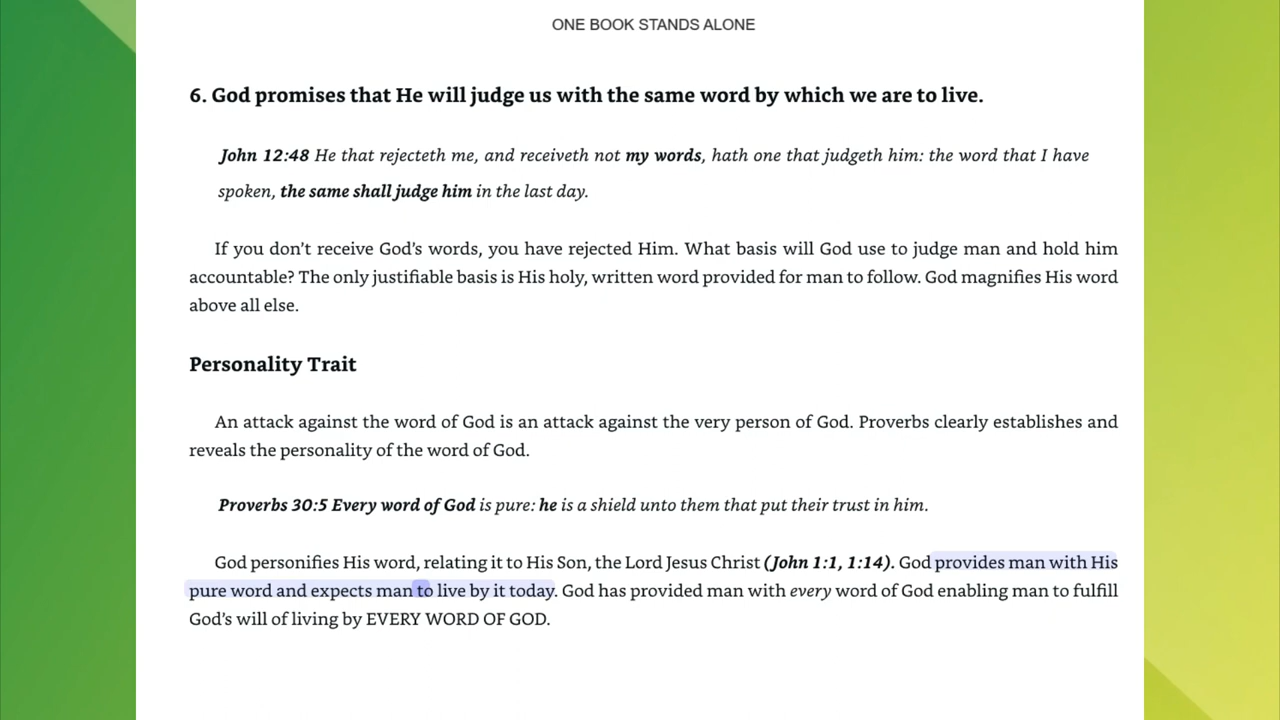 ONE BOOK STANDS ALONE
6. God promises that He will judge us with the same word by which we are to live.
John 12:48 He that rejecteth me, and receiveth not my words, hath one that judgeth him: the word that I have
spoken, the same shall judge him in the last day.
If you don’t receive God’s words, you have rejected Him. What basis will God use to judge man and hold him
accountable? The only justifiable basis is His holy, written word provided for man to follow. God magnifies His word
above all else.
Personality Trait
An attack against the word of God is an attack against the very person of God. Proverbs clearly establishes and
reveals the personality of the word of God.
Proverbs 30:5 Every word of God is pure: he is a shield unto them that put their trust in him.
God personifies His word, relating it to His Son, the Lord Jesus Christ (John 1:1, 1:14). God provides man with His
pure word and expects man to live by it today. God has provided man with every word of God enabling man to fulfill
God’s will of living by EVERY WORD OF GOD.